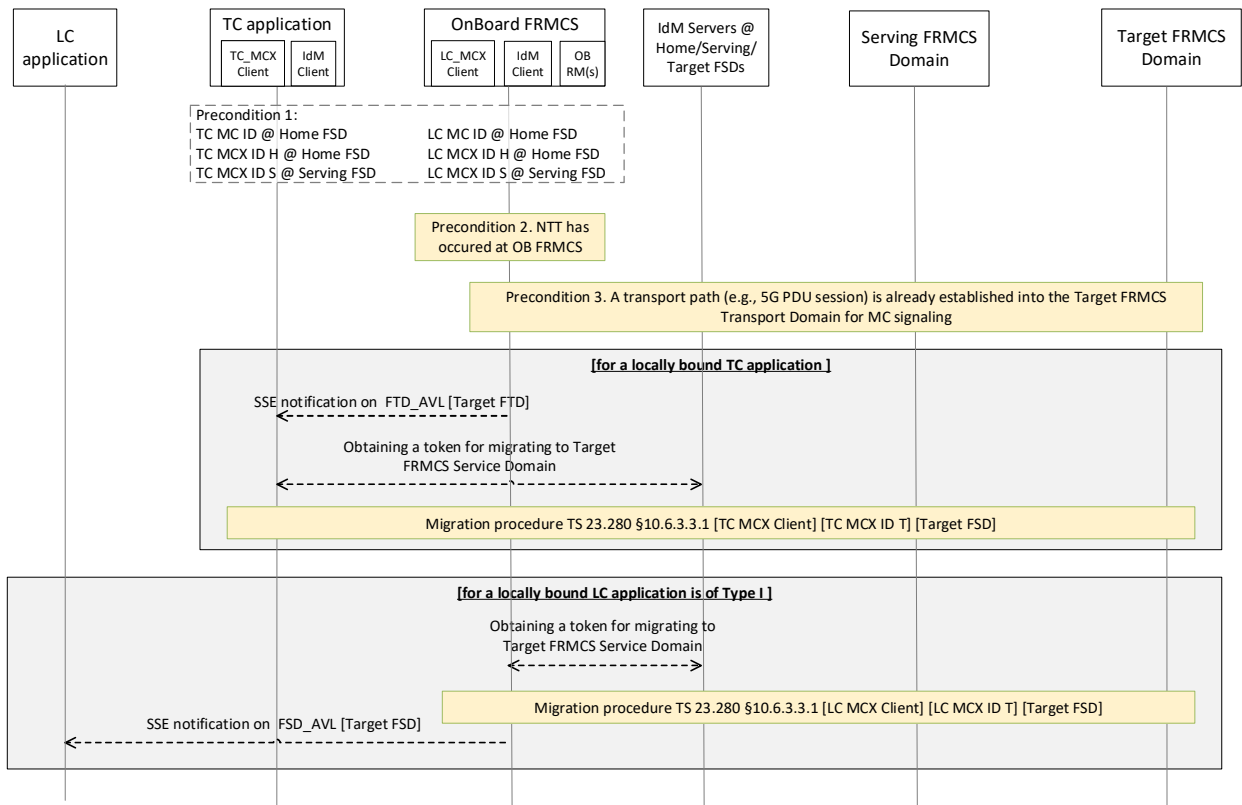 LC
application
TC application
TC_MCX
Client
IdM
Client
OnBoard FRMCS
LC_MCX
Client
IdM
Client
OB
RM(s)
IdM Servers @
Home/Serving/
Target FSDs
Serving FRMCS
Domain
Target FRMCS
Domain
Precondition 1:
TC MC ID @ Home FSD
LC MC ID @ Home FSD
TC MCX ID H @ Home FSD
LC MCX ID H @ Home FSD
TC MCX ID S @ Serving FSD
LC MCX ID S @ Serving FSD
Precondition 2. NTT has
occured at OB FRMCS
Precondition 3. A transport path (e.g., 5G PDU session) is already established into the Target FRMCS
Transport Domain for MC signaling
[for a locally bound TC application ]
SSE notification on FTD_AVL [Target FTD]
Obtaining a token for migrating to Target
FRMCS Service Domain
Migration procedure TS 23.280 §10.6.3.3.1 [TC MCX Client] [TC MCX ID T] [Target FSD]
[for a locally bound LC application is of Type I ]
Obtaining a token for migrating to
Target FRMCS Service Domain
Migration procedure TS 23.280 §10.6.3.3.1 [LC MCX Client] [LC MCX ID T] [Target FSD]
SSE notification on FSD_AVL [Target FSD]